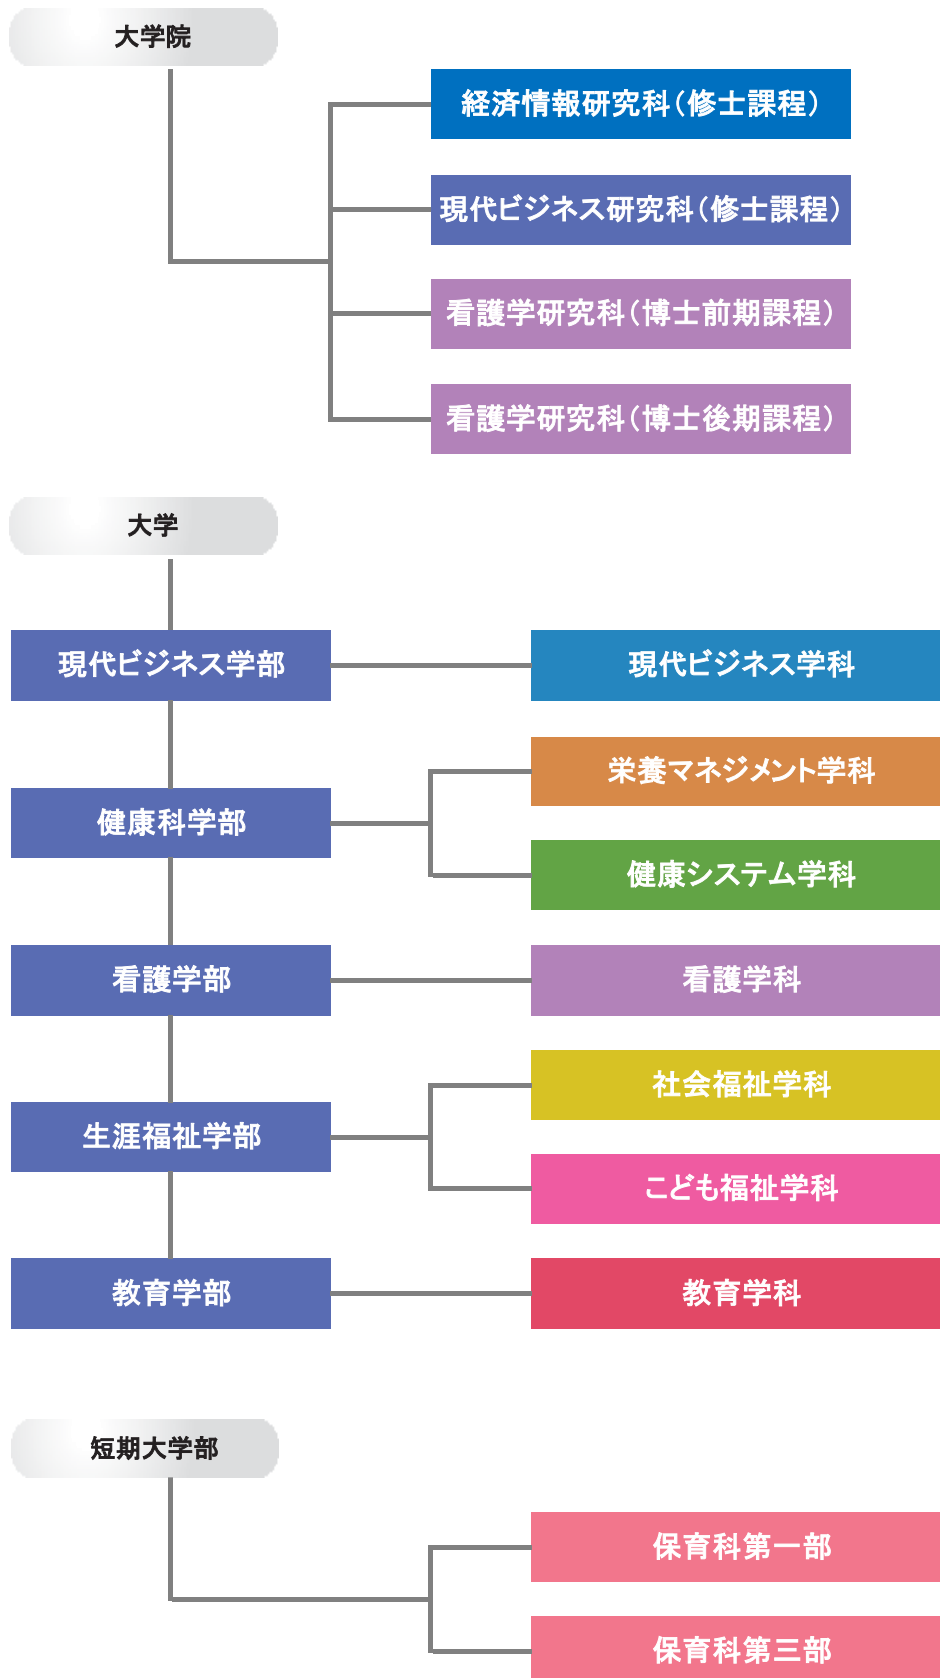 大学院
経済情報研究科（修士課程）
現代ビジネス研究科（修士課程）
看護学研究科（博士前期課程）
看護学研究科（博士後期課程）
大学
現代ビジネス学部
現代ビジネス学科
栄養マネジメント学科
健康科学部
健康システム学科
看護学部
看護学科
社会福祉学科
生涯福祉学部
こども福祉学科
教育学部
教育学科
短期大学部
保育科第一部
保育科第三部